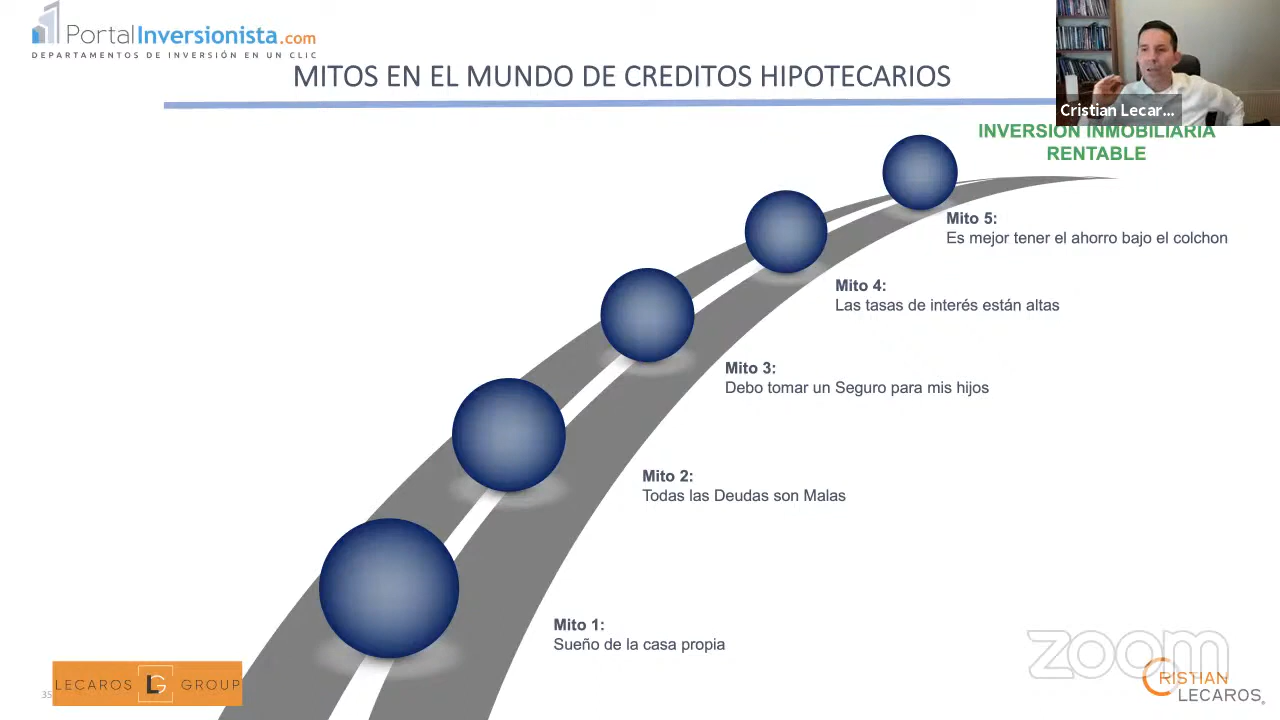 PortalInversionista.com
DEPARTAMENTOS DE INVERSIÓN EN UN CLIC
MITOS EN EL MUNDO DE CREDITOS HIPOTECARIOS
Cristian Lecar...
INVERSIÓN INMOBILIARIA
RENTABLE
Mito 5:
Es mejor tener el ahorro bajo el colchon
Mito 4:
Las tasas de interés están altas
Mito 3:
Debo tomar un Seguro para mis hijos
Mito 2:
Todas las Deudas son Malas
Mito 1:
Sueño de la casa propia
35
LECAROS LG GROUP
zoom
CRISTIAN
LECAROS®